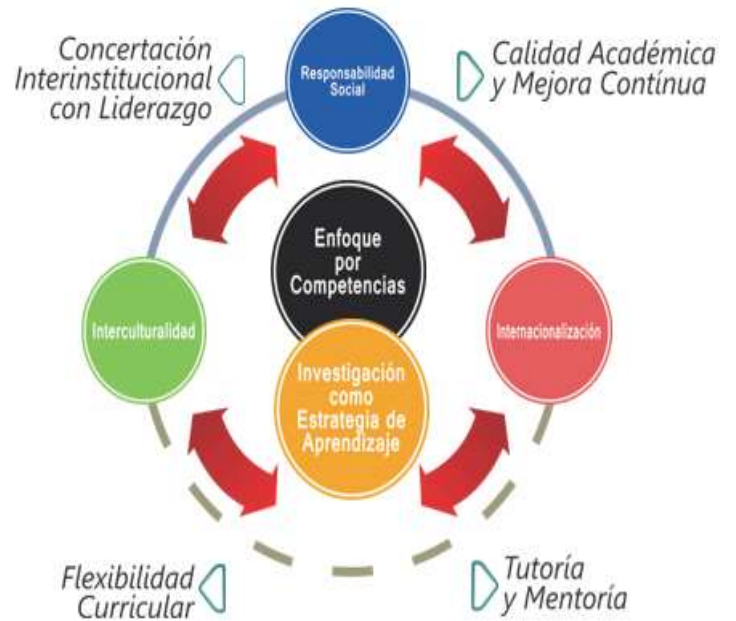 Concertación
Interinstitucional
con Liderazgo
Responsabilidad
Social
Calidad Académica
y Mejora Contínua
Enfoque
por
Competencias
Interculturalidad
Internacionalización
Investigación
como
Estrategia de
Aprendizaje
Flexibilidad
Curricular
Tutoría
y Mentoría